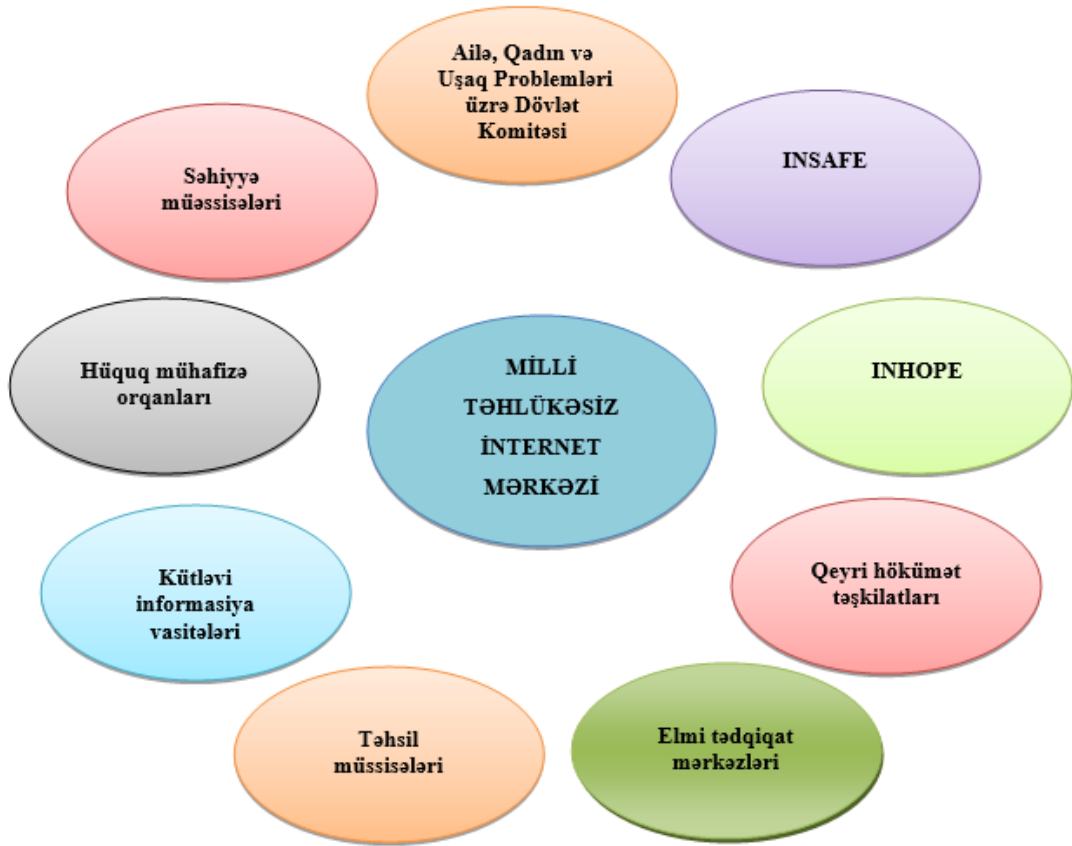 Ailə, Qadın və
Uşaq Problemləri
üzrə Dövlət
Komitəsi
INSAFE
Səhiyyə
müəssisələri
Hüquq mühafizə
orqanları
MİLLİ
TƏHLÜKƏSİZ
İNTERNET
MƏRKƏZİ
INHOPE
Kütləvi
informasiya
vasitələri
Qeyri hökümət
təşkilatları
Təhsil
müssisələri
Elmi tədqiqat
mərkəzləri